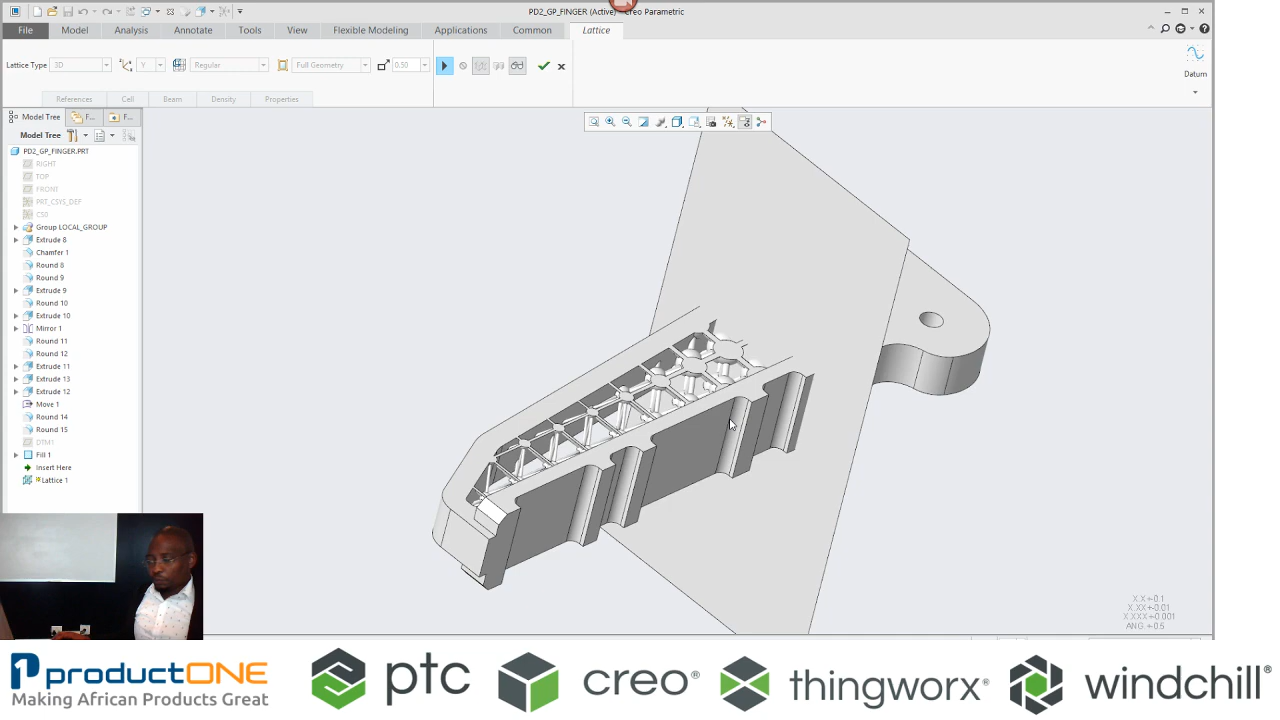 PD2_GP_FINGER (Active) - Creo Parametric
File Model Analysis Annotate Tools View Flexible Modeling Applications Common Lattice
Lattice Type 3D Y Regular Full Geometry 0.50
Datum
References Cell Beam Density Properties
Model Tree F... F...
Model Tree
PD2_GP_FINGER.PRT
RIGHT
TOP
FRONT
PRT_CSYS_DEF
CS0
Group LOCAL_GROUP
Extrude 8
Chamfer 1
Round 8
Round 9
Extrude 9
Round 10
Extrude 10
Mirror 1
Round 11
Round 12
Extrude 11
Extrude 13
Extrude 12
Move 1
Round 14
Round 15
DTM1
Fill 1
Insert Here
Lattice 1
X.X+-0.1
X.XX+-0.01
X.XXX+-0.001
ANG. +-0.5
productONE
Making African Products Great
ptc
creo®
thingworx®
windchill®